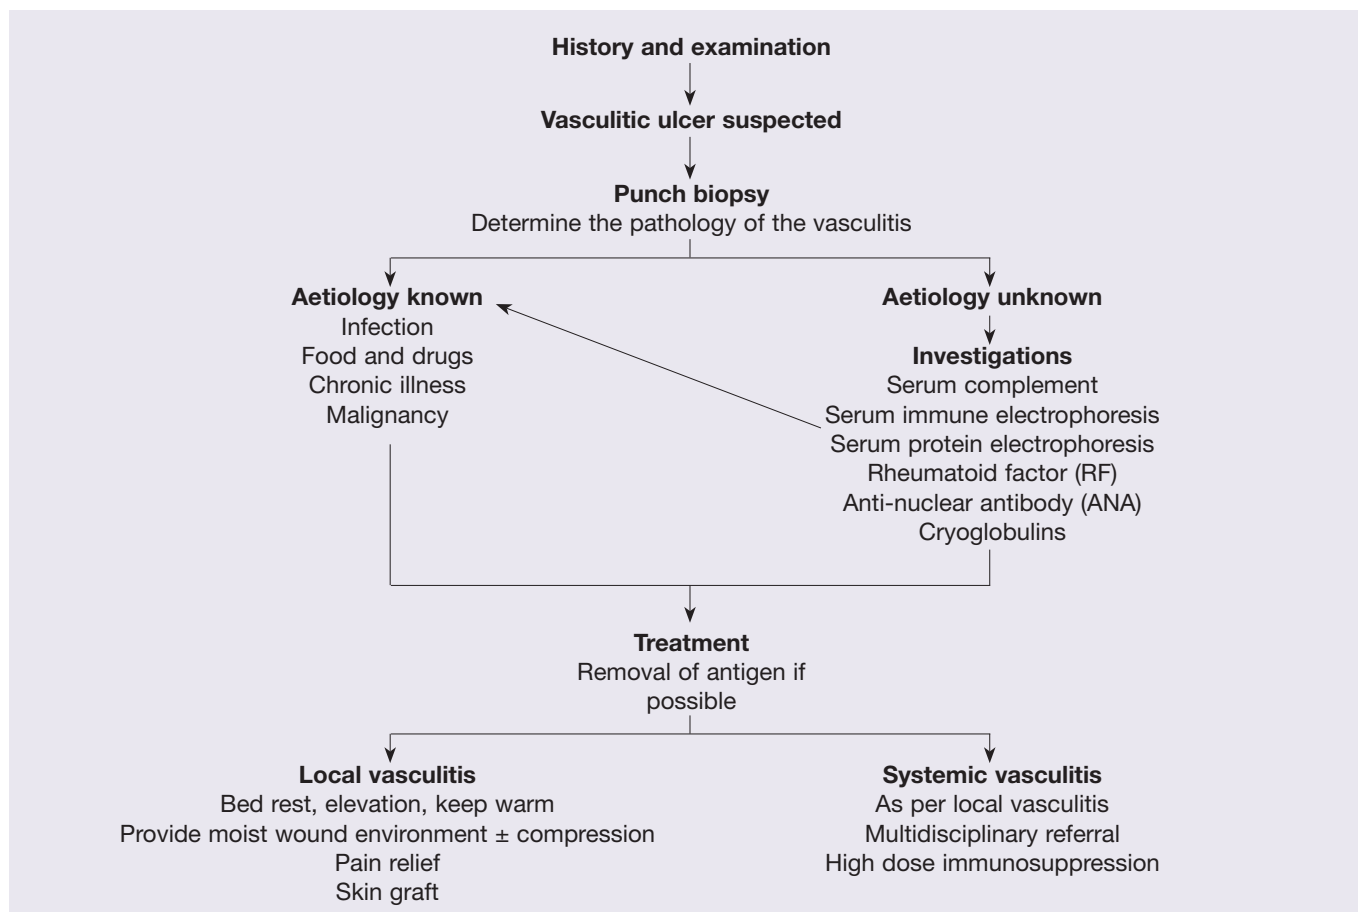 History and examination
Vasculitic ulcer suspected
Punch biopsy
Determine the pathology of the vasculitis
Aetiology known
Infection
Food and drugs
Chronic illness
Malignancy
Aetiology unknown
Investigations
Serum complement
Serum immune electrophoresis
Serum protein electrophoresis
Rheumatoid factor (RF)
Anti-nuclear antibody (ANA)
Cryoglobulins
Treatment
Removal of antigen if
possible
Local vasculitis
Bed rest, elevation, keep warm
Provide moist wound environment ± compression
Pain relief
Skin graft
Systemic vasculitis
As per local vasculitis
Multidisciplinary referral
High dose immunosuppression